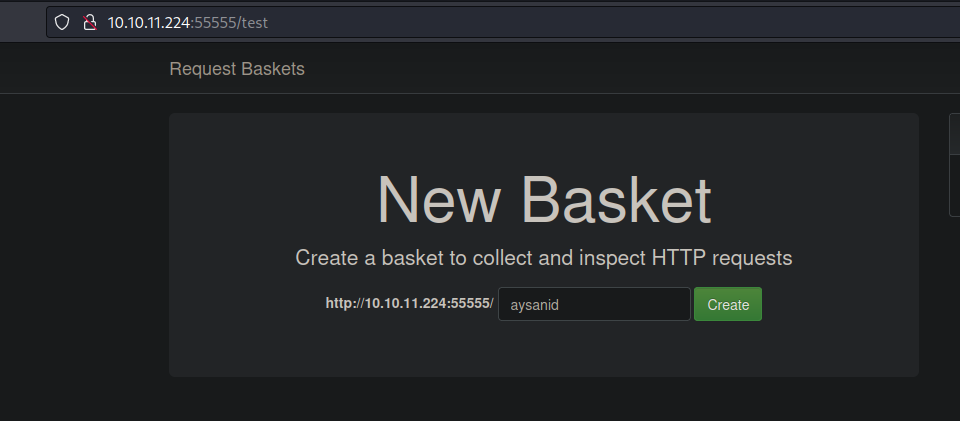 10.10.11.224:55555/test
Request Baskets
New Basket
Create a basket to collect and inspect HTTP requests
http://10.10.11.224:55555/ aysanid Create